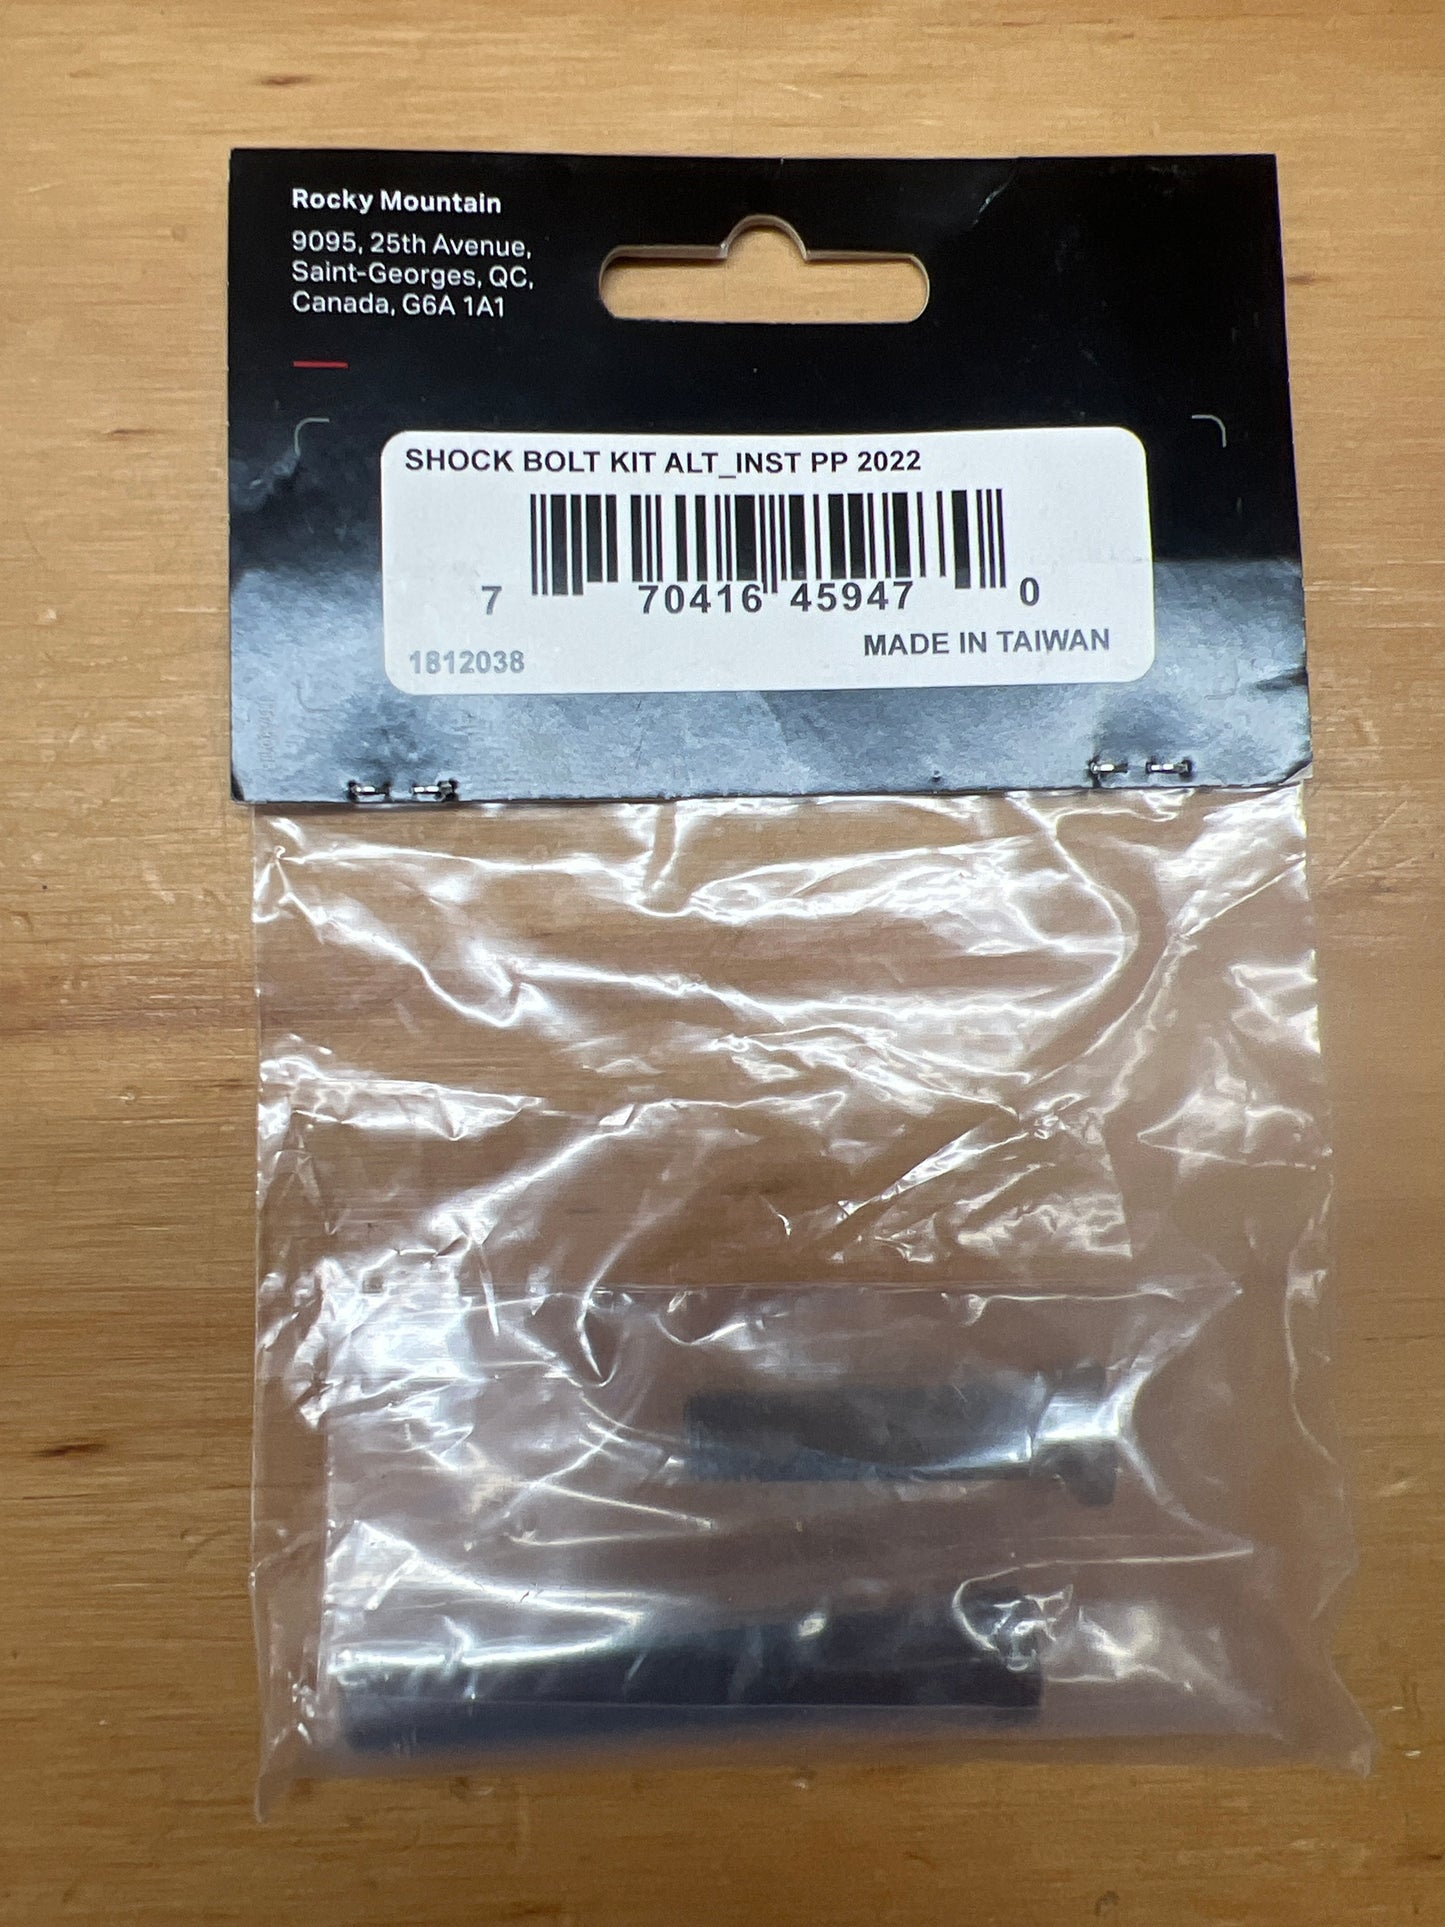 Rocky Mountain
9095, 25th Avenue,
Saint-Georges, QC,
Canada, G6A 1A1
SHOCK BOLT KIT ALT_INST PP 2022
7 70416 45947 0
1812038 MADE IN TAIWAN